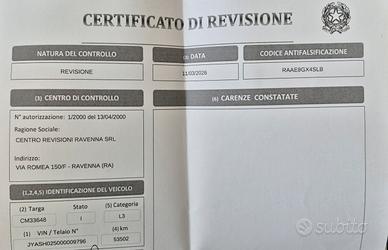 CERTIFICATO DI REVISIONE
NATURA DEL CONTROLLO
(3) DATA
CODICE ANTIFALSIFICAZIONE
REVISIONE
11/03/2026
RAAE9GX4SLB
(3) CENTRO DI CONTROLLO
(6) CARENZE CONSTATATE
N° autorizzazione: 1/2000 del 13/04/2000
Ragione Sociale:
CENTRO REVISIONI RAVENNA SRL
Indirizzo:
VIA ROMEA 150/F - RAVENNA (RA)
(1,2,4,5) IDENTIFICAZIONE DEL VEICOLO
(2) Targa
Stato
(5) Categoria
CM33648
I
L3
(1) VIN / Telaio N°
(4) km
JYASH025000009796
53502
subito